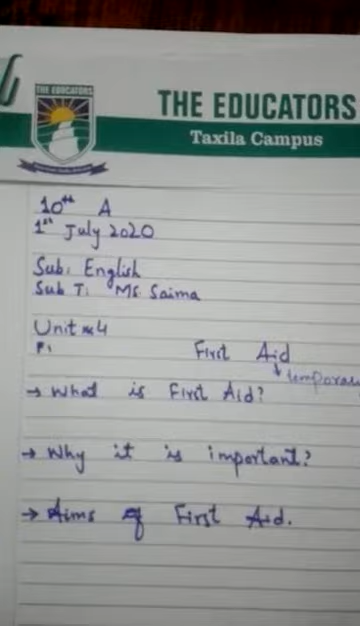 THE EDUCATORS
THE EDUCATORS
Taxila Campus
10th A
1st July 2020
Sub: English
Sub T: Ms. Saima
Unit # 4
P1
First Aid
→ What is First Aid?
→ Why it is important?
→ Aims of First Aid.